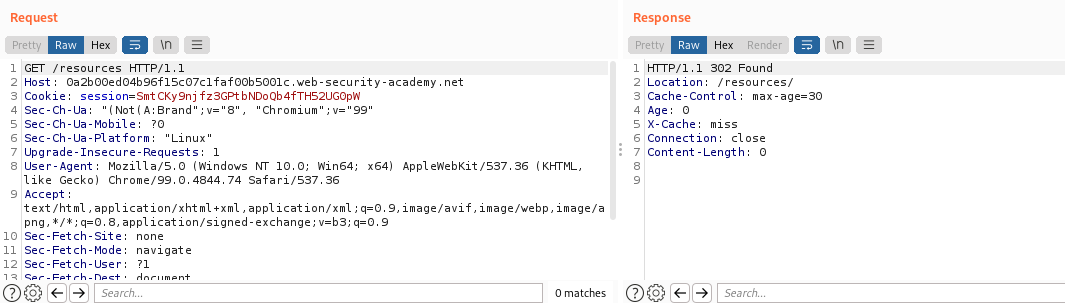 Request
Pretty Raw Hex \n
1 GET /resources HTTP/1.1
2 Host: 0a2b00ed04b96f15c07c1faf00b5001c.web-security-academy.net
3 Cookie: session=SmtCKy9njfz3GPtbNDoQb4fTH52UG0pW
4 Sec-Ch-Ua: "(Not(A:Brand";v="8", "Chromium";v="99"
5 Sec-Ch-Ua-Mobile: ?0
6 Sec-Ch-Ua-Platform: "Linux"
7 Upgrade-Insecure-Requests: 1
8 User-Agent: Mozilla/5.0 (Windows NT 10.0; Win64; x64) AppleWebKit/537.36 (KHTML,
like Gecko) Chrome/99.0.4844.74 Safari/537.36
9 Accept:
text/html,application/xhtml+xml,application/xml;q=0.9,image/avif,image/webp,image/a
png,*/*;q=0.8,application/signed-exchange;v=b3;q=0.9
10 Sec-Fetch-Site: none
11 Sec-Fetch-Mode: navigate
12 Sec-Fetch-User: ?1
13 Sec-Fetch-Dest: document
Search... 0 matches
Response
Pretty Raw Hex Render \n
1 HTTP/1.1 302 Found
2 Location: /resources/
3 Cache-Control: max-age=30
4 Age: 0
5 X-Cache: miss
6 Connection: close
7 Content-Length: 0
8
9
Search...